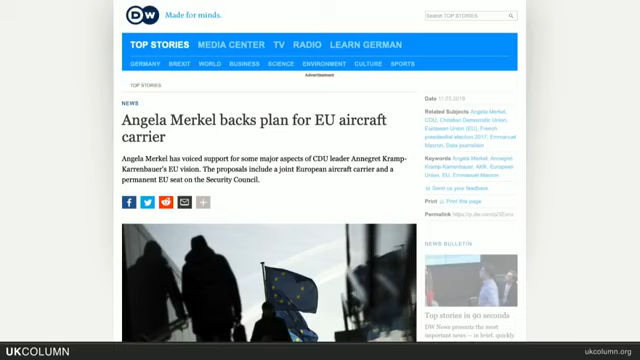 DW Made for minds.
Search TOP STORIES
TOP STORIES MEDIA CENTER TV RADIO LEARN GERMAN
GERMANY BREXIT WORLD BUSINESS SCIENCE ENVIRONMENT CULTURE SPORTS
Advertisement
TOP STORIES
NEWS
Angela Merkel backs plan for EU aircraft
carrier
Angela Merkel has voiced support for some major aspects of CDU leader Annegret Kramp-
Karrenbauer's EU vision. The proposals include a joint European aircraft carrier and a
permanent EU seat on the Security Council.
Date 11.03.2019
Related Subjects Angela Merkel,
CDU, Christian Democratic Union,
European Union (EU), French
presidential election 2017, Emmanuel
Macron, Data journalism
Keywords Angela Merkel, Annegret
Kramp-Karrenbauer, AKK, European
Union, EU, Emmanuel Macron
Send us your feedback.
Print Print this page
Permalink
NEWS BULLETIN
Top stories in 90 seconds
DW News presents the most
important news — in brief, quickly
UKCOLUMN
ukcolumn.org